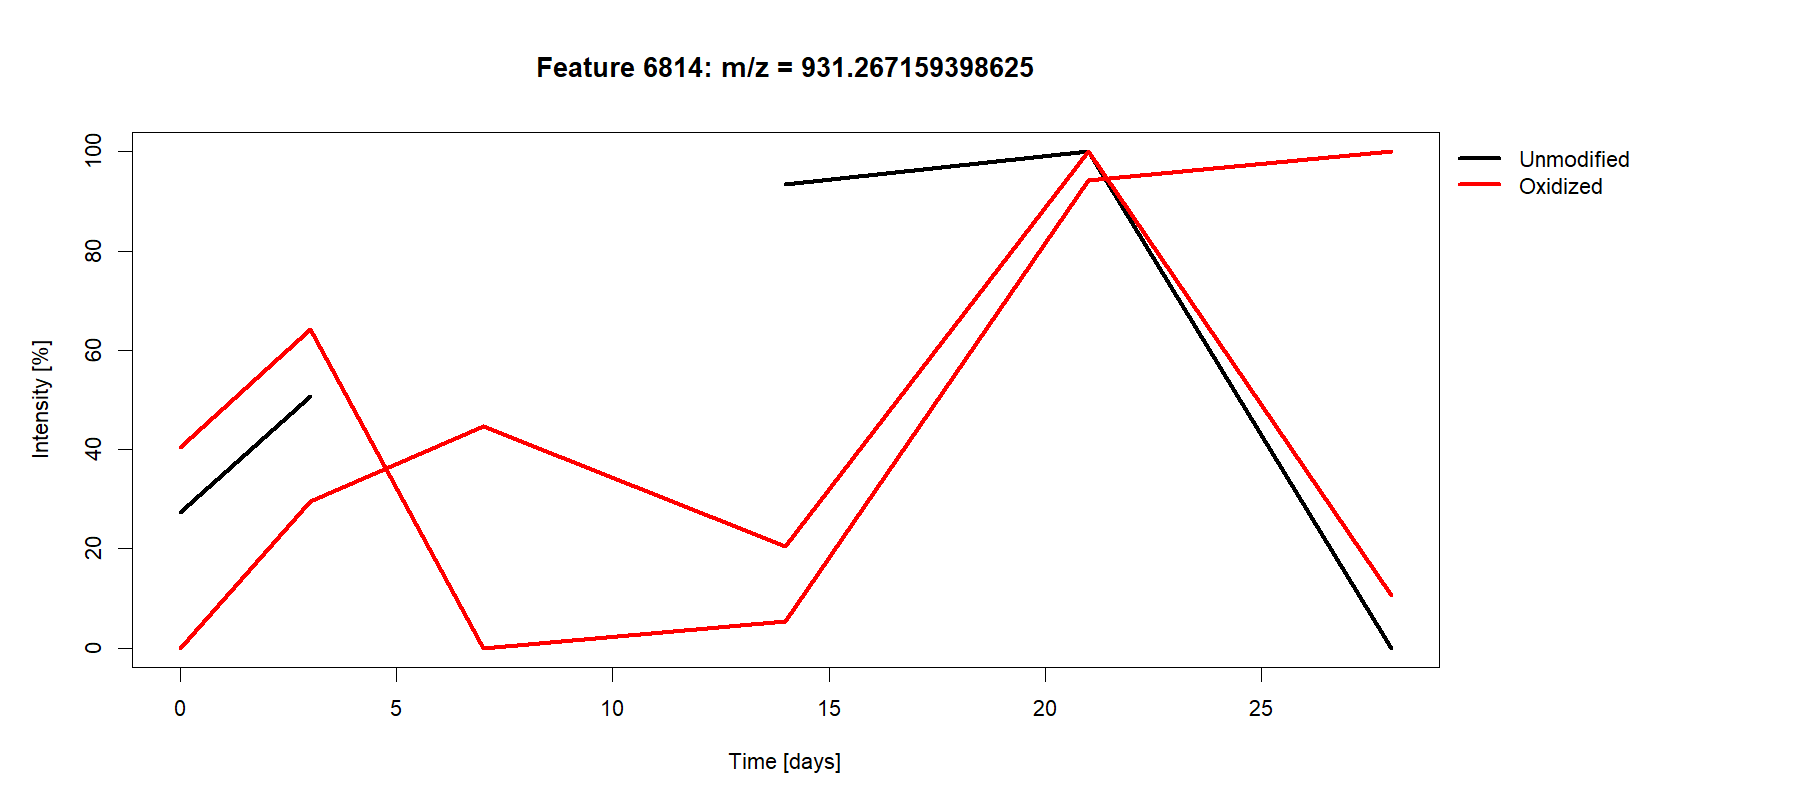 Feature 6814: m/z = 931.267159398625
Unmodified
Oxidized
Intensity [%]
100
80
60
40
20
0
0 5 10 15 20 25
Time [days]